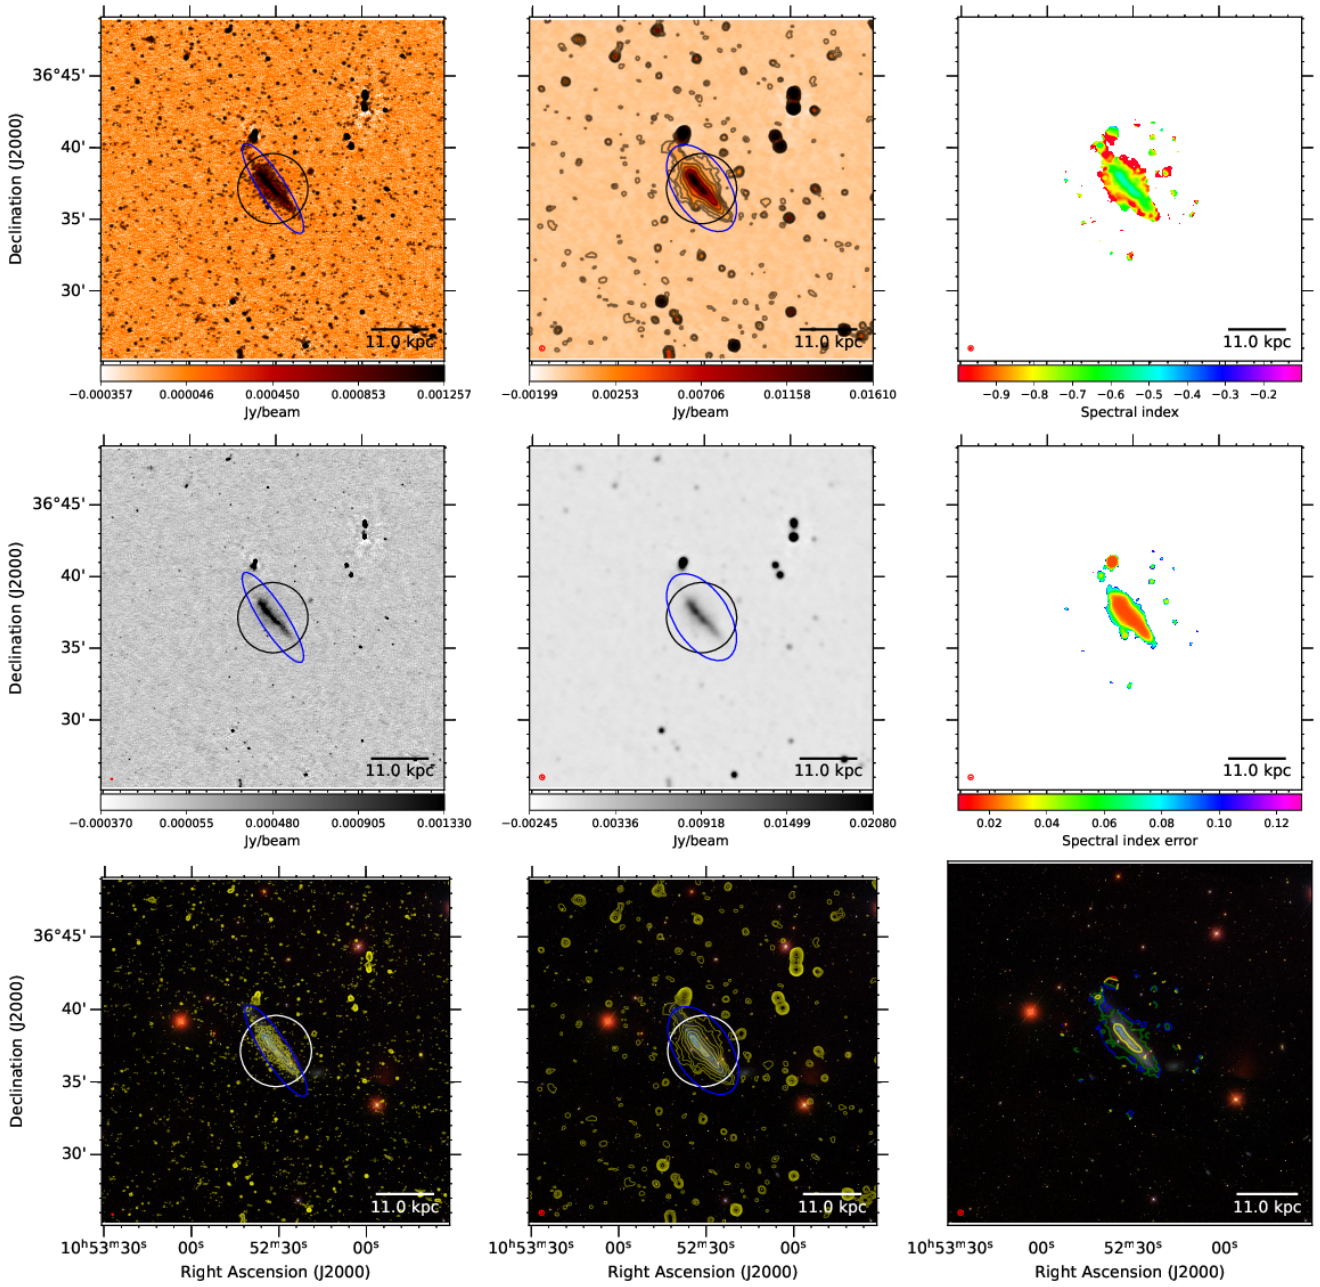 36°45'
40'
35'
30'
Declination (J2000)
11.0 kpc
11.0 kpc
11.0 kpc
−0.000357 0.000046 0.000450 0.000853 0.001257
Jy/beam
−0.00199 0.00253 0.00706 0.01158 0.01610
Jy/beam
−0.9 −0.8 −0.7 −0.6 −0.5 −0.4 −0.3 −0.2
Spectral index
36°45'
40'
35'
30'
Declination (J2000)
11.0 kpc
11.0 kpc
11.0 kpc
−0.000370 0.000055 0.000480 0.000905 0.001330
Jy/beam
−0.00245 0.00336 0.00918 0.01499 0.02080
Jy/beam
0.02 0.04 0.06 0.08 0.10 0.12
Spectral index error
36°45'
40'
35'
30'
Declination (J2000)
11.0 kpc
11.0 kpc
11.0 kpc
10ʰ53ᵐ30ˢ 00ˢ 52ᵐ30ˢ 00ˢ
Right Ascension (J2000)
10ʰ53ᵐ30ˢ 00ˢ 52ᵐ30ˢ 00ˢ
Right Ascension (J2000)
10ʰ53ᵐ30ˢ 00ˢ 52ᵐ30ˢ 00ˢ
Right Ascension (J2000)